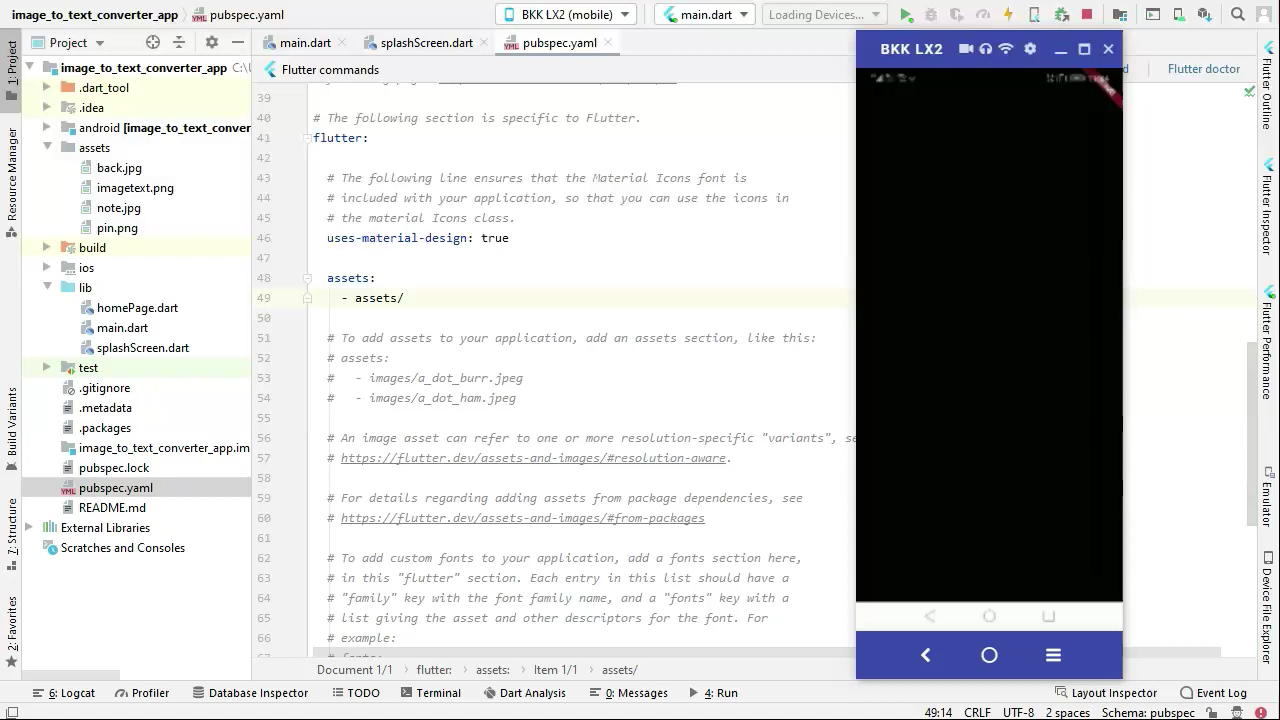 image_to_text_converter_app
pubspec.yaml
BKK LX2 (mobile)
main.dart
Loading Devices...
Project
main.dart
splashScreen.dart
pubspec.yaml
BKK LX2
Flutter commands
d
Flutter doctor
1: Project
Resource Manager
Build Variants
7: Structure
2: Favorites
image_to_text_converter_app C:\U
.dart_tool
.idea
android [image_to_text_conver
assets
back.jpg
imagetext.png
note.jpg
pin.png
build
ios
lib
homePage.dart
main.dart
splashScreen.dart
test
.gitignore
.metadata
.packages
image_to_text_converter_app.im
pubspec.lock
pubspec.yaml
README.md
External Libraries
Scratches and Consoles
39
40 # The following section is specific to Flutter.
41 flutter:
42
43 # The following line ensures that the Material Icons font is
44 # included with your application, so that you can use the icons in
45 # the material Icons class.
46 uses-material-design: true
47
48 assets:
49 - assets/
50
51 # To add assets to your application, add an assets section, like this:
52 # assets:
53 #   - images/a_dot_burr.jpeg
54 #   - images/a_dot_ham.jpeg
55
56 # An image asset can refer to one or more resolution-specific "variants", se
57 # https://flutter.dev/assets-and-images/#resolution-aware.
58
59 # For details regarding adding assets from package dependencies, see
60 # https://flutter.dev/assets-and-images/#from-packages
61
62 # To add custom fonts to your application, add a fonts section here,
63 # in this "flutter" section. Each entry in this list should have a
64 # "family" key with the font family name, and a "fonts" key with a
65 # list giving the asset and other descriptors for the font. For
66 # example:
Flutter Outline
Flutter Inspector
Flutter Performance
Emulator
Device File Explorer
Document 1/1
flutter:
assets:
Item 1/1
assets/
6: Logcat
Profiler
Database Inspector
TODO
Terminal
Dart Analysis
0: Messages
4: Run
Layout Inspector
Event Log
49:14
CRLF
UTF-8
2 spaces
Schema: pubspec